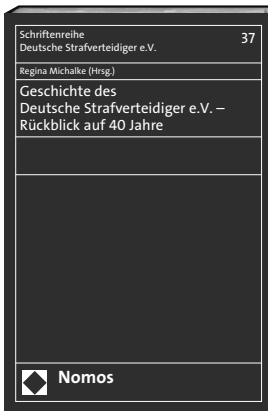 Schriftenreihe
Deutsche Strafverteidiger e.V.
37
Regina Michalke (Hrsg.)
Geschichte des
Deutsche Strafverteidiger e.V. –
Rückblick auf 40 Jahre
Nomos